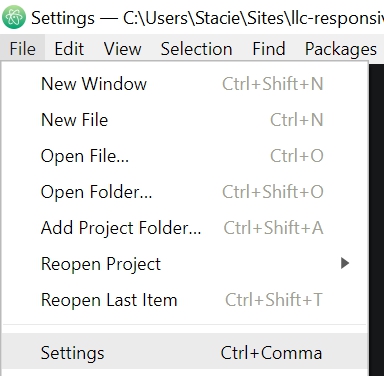 Settings — C:\Users\Stacie\Sites\llc-responsiv
File Edit View Selection Find Packages
New Window Ctrl+Shift+N
New File Ctrl+N
Open File... Ctrl+O
Open Folder... Ctrl+Shift+O
Add Project Folder... Ctrl+Shift+A
Reopen Project
Reopen Last Item Ctrl+Shift+T
Settings Ctrl+Comma